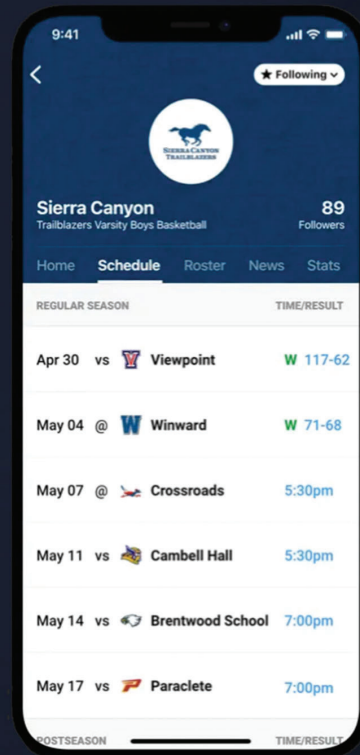 9:41
Following
SIERRA CANYON
TRAILBLAZERS
Sierra Canyon 89
Trailblazers Varsity Boys Basketball Followers
Home Schedule Roster News Stats
REGULAR SEASON TIME/RESULT
Apr 30 vs V Viewpoint W 117-62
May 04 @ W Winward W 71-68
May 07 @ Crossroads 5:30pm
May 11 vs Cambell Hall 5:30pm
May 14 vs Brentwood School 7:00pm
May 17 vs P Paraclete 7:00pm
POSTSEASON TIME/RESULT